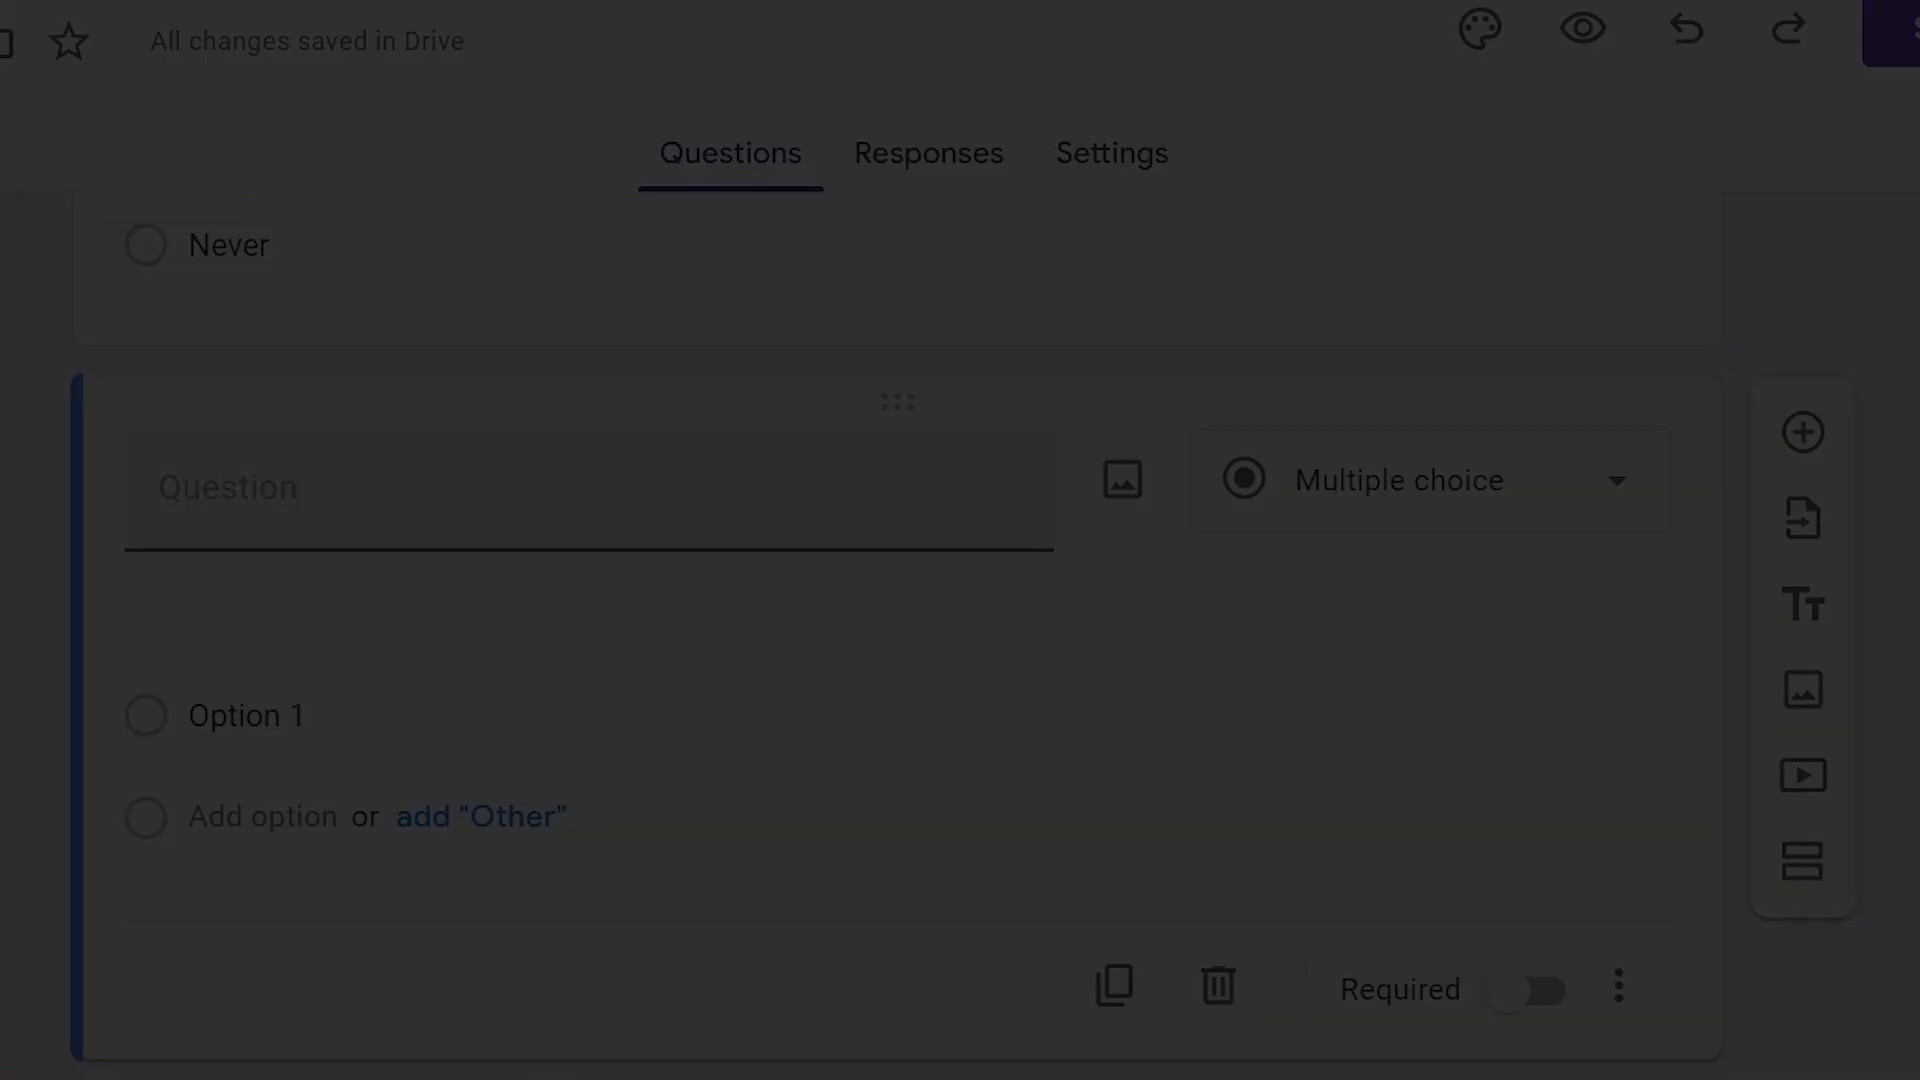 All changes saved in Drive
Questions Responses Settings
Never
Question
Multiple choice
Option 1
Add option or add "Other"
Required